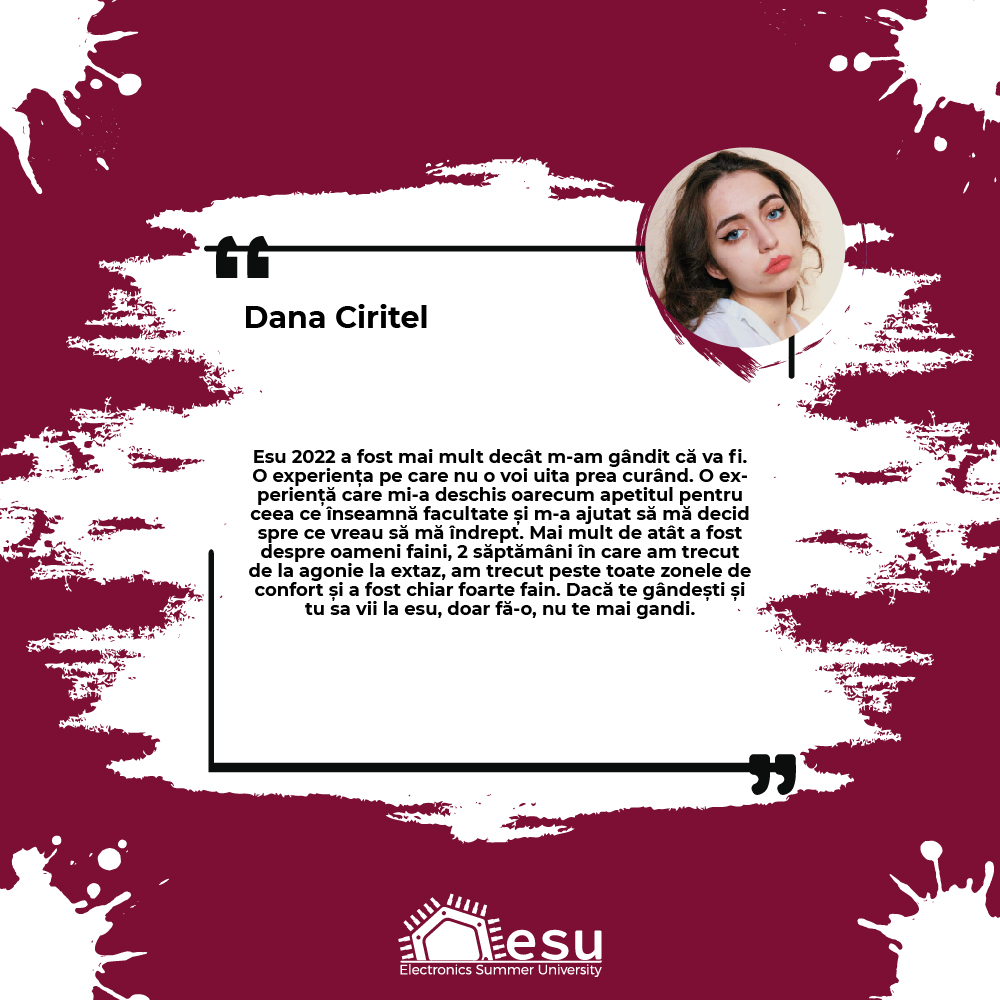 Dana Ciritel
Esu 2022 a fost mai mult decât m-am gândit că va fi.
O experiența pe care nu o voi uita prea curând. O ex-
periență care mi-a deschis oarecum apetitul pentru
ceea ce înseamnă facultate și m-a ajutat să mă decid
spre ce vreau să mă îndrept. Mai mult de atât a fost
despre oameni faini, 2 săptămâni în care am trecut
de la agonie la extaz, am trecut peste toate zonele de
confort și a fost chiar foarte fain. Dacă te gândești și
tu sa vii la esu, doar fă-o, nu te mai gandi.
esu
Electronics Summer University